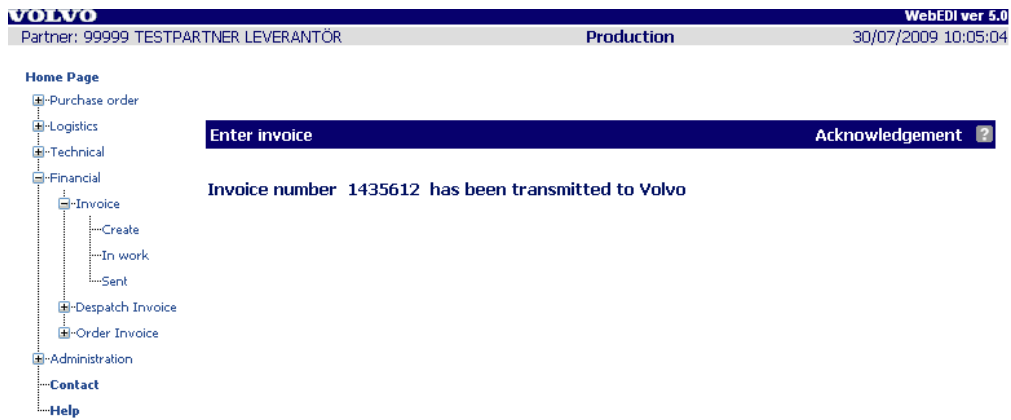 VOLVO WebEDI ver 5.0
Partner: 99999 TESTPARTNER LEVERANTÖR Production 30/07/2009 10:05:04
Home Page
Purchase order
Logistics
Enter invoice Acknowledgement ?
Technical
Financial
Invoice number 1435612 has been transmitted to Volvo
Invoice
Create
In work
Sent
Despatch Invoice
Order Invoice
Administration
Contact
Help